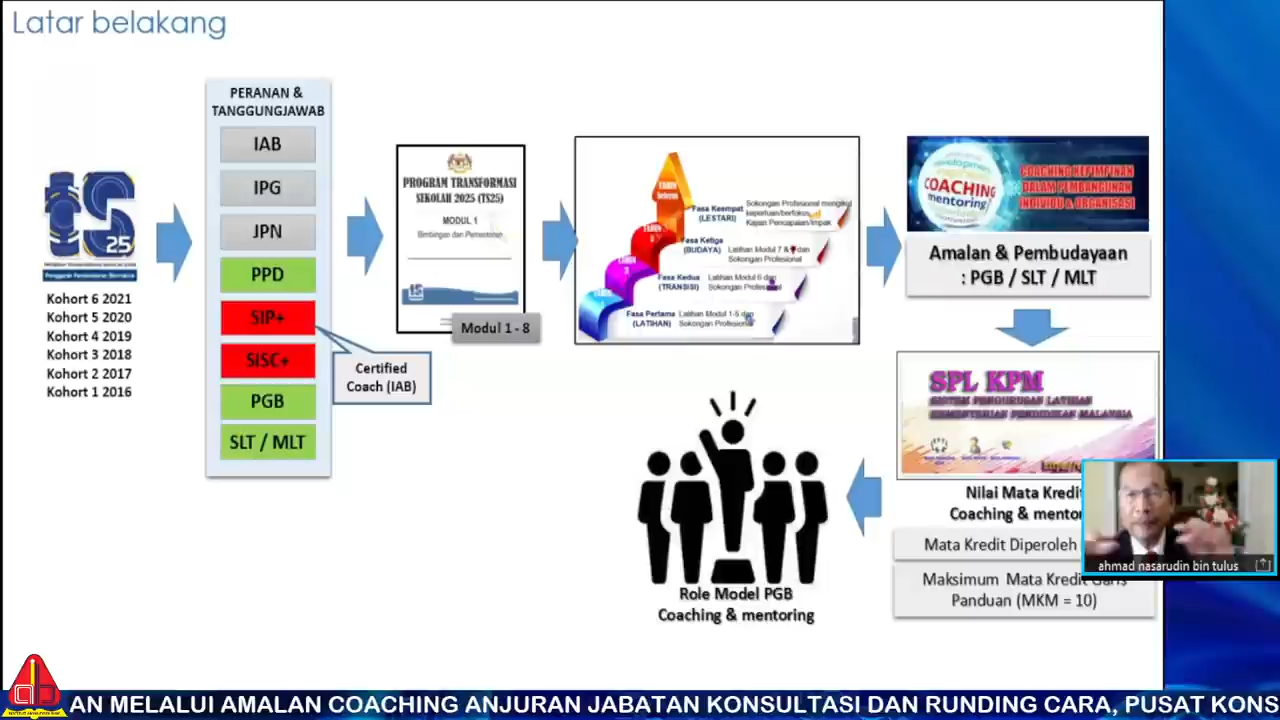 Latar belakang
25
Kohort 6 2021
Kohort 5 2020
Kohort 4 2019
Kohort 3 2018
Kohort 2 2017
Kohort 1 2016
PERANAN &
TANGGUNGJAWAB
IAB
IPG
JPN
PPD
SIP+
SISC+
PGB
SLT / MLT
Certified
Coach (IAB)
PROGRAM TRANSFORMASI
SEKOLAH 2025 (TS25)
MODUL 1
Bimbingan dan Pementoran
Modul 1 - 8
Fasa Keempat
(LESTARI)
Sokongan Profesional mengikut
keperluan/berfokus
Kajian Pencapaian/Impak
Fasa Ketiga
(BUDAYA)
Latihan Modul 7 & dan
Sokongan Profesional
Fasa Kedua
(TRANSISI)
Latihan Modul 6 dan
Sokongan Profesional
Fasa Pertama
(LATIHAN)
Latihan Modul 1-5 dan
Sokongan Profesional
COACHING
mentoring
COACHING KEPIMPINAN
DALAM PEMBANGUNAN
INDIVIDU & ORGANISASI
Amalan & Pembudayaan
: PGB / SLT / MLT
SPL KPM
SISTEM PENGURUSAN LATIHAN
KEMENTERIAN PENDIDIKAN MALAYSIA
Nilai Mata Kredit
Coaching & mentor
Mata Kredit Diperoleh
Maksimum Mata Kredit Garis
Panduan (MKM = 10)
Role Model PGB
Coaching & mentoring
ahmad nasarudin bin tulus
AN MELALUI AMALAN COACHING ANJURAN JABATAN KONSULTASI DAN RUNDING CARA, PUSAT KONS